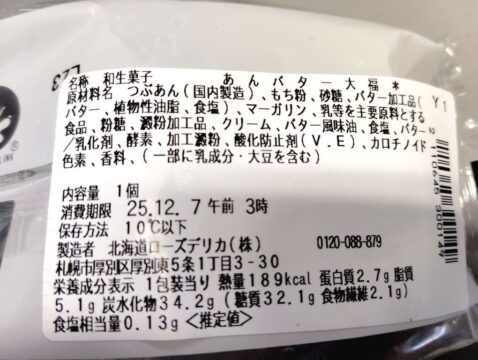 名称 和生菓子 あんバター大福*
原材料名 つぶあん(国内製造)、もち粉、砂糖、バター加工品(
バター、植物性油脂、食塩)、マーガリン、乳等を主要原料とする
食品、粉糖、澱粉加工品、クリーム、バター風味油、食塩、バター
/乳化剤、酵素、加工澱粉、酸化防止剤(V.E)、カロチノイド
色素、香料、(一部に乳成分・大豆を含む)
内容量 1個
消費期限 25.12.7午前 3時
保存方法 10℃以下
製造者 北海道ローズデリカ(株) 0120-088-879
札幌市厚別区厚別東5条1丁目3-30
栄養成分表示 1包装当り 熱量189kcal 蛋白質2.7g 脂質
5.1g 炭水化物34.2g(糖質32.1g 食物繊維2.1g)
食塩相当量0.13g <推定値>
¥1
L23